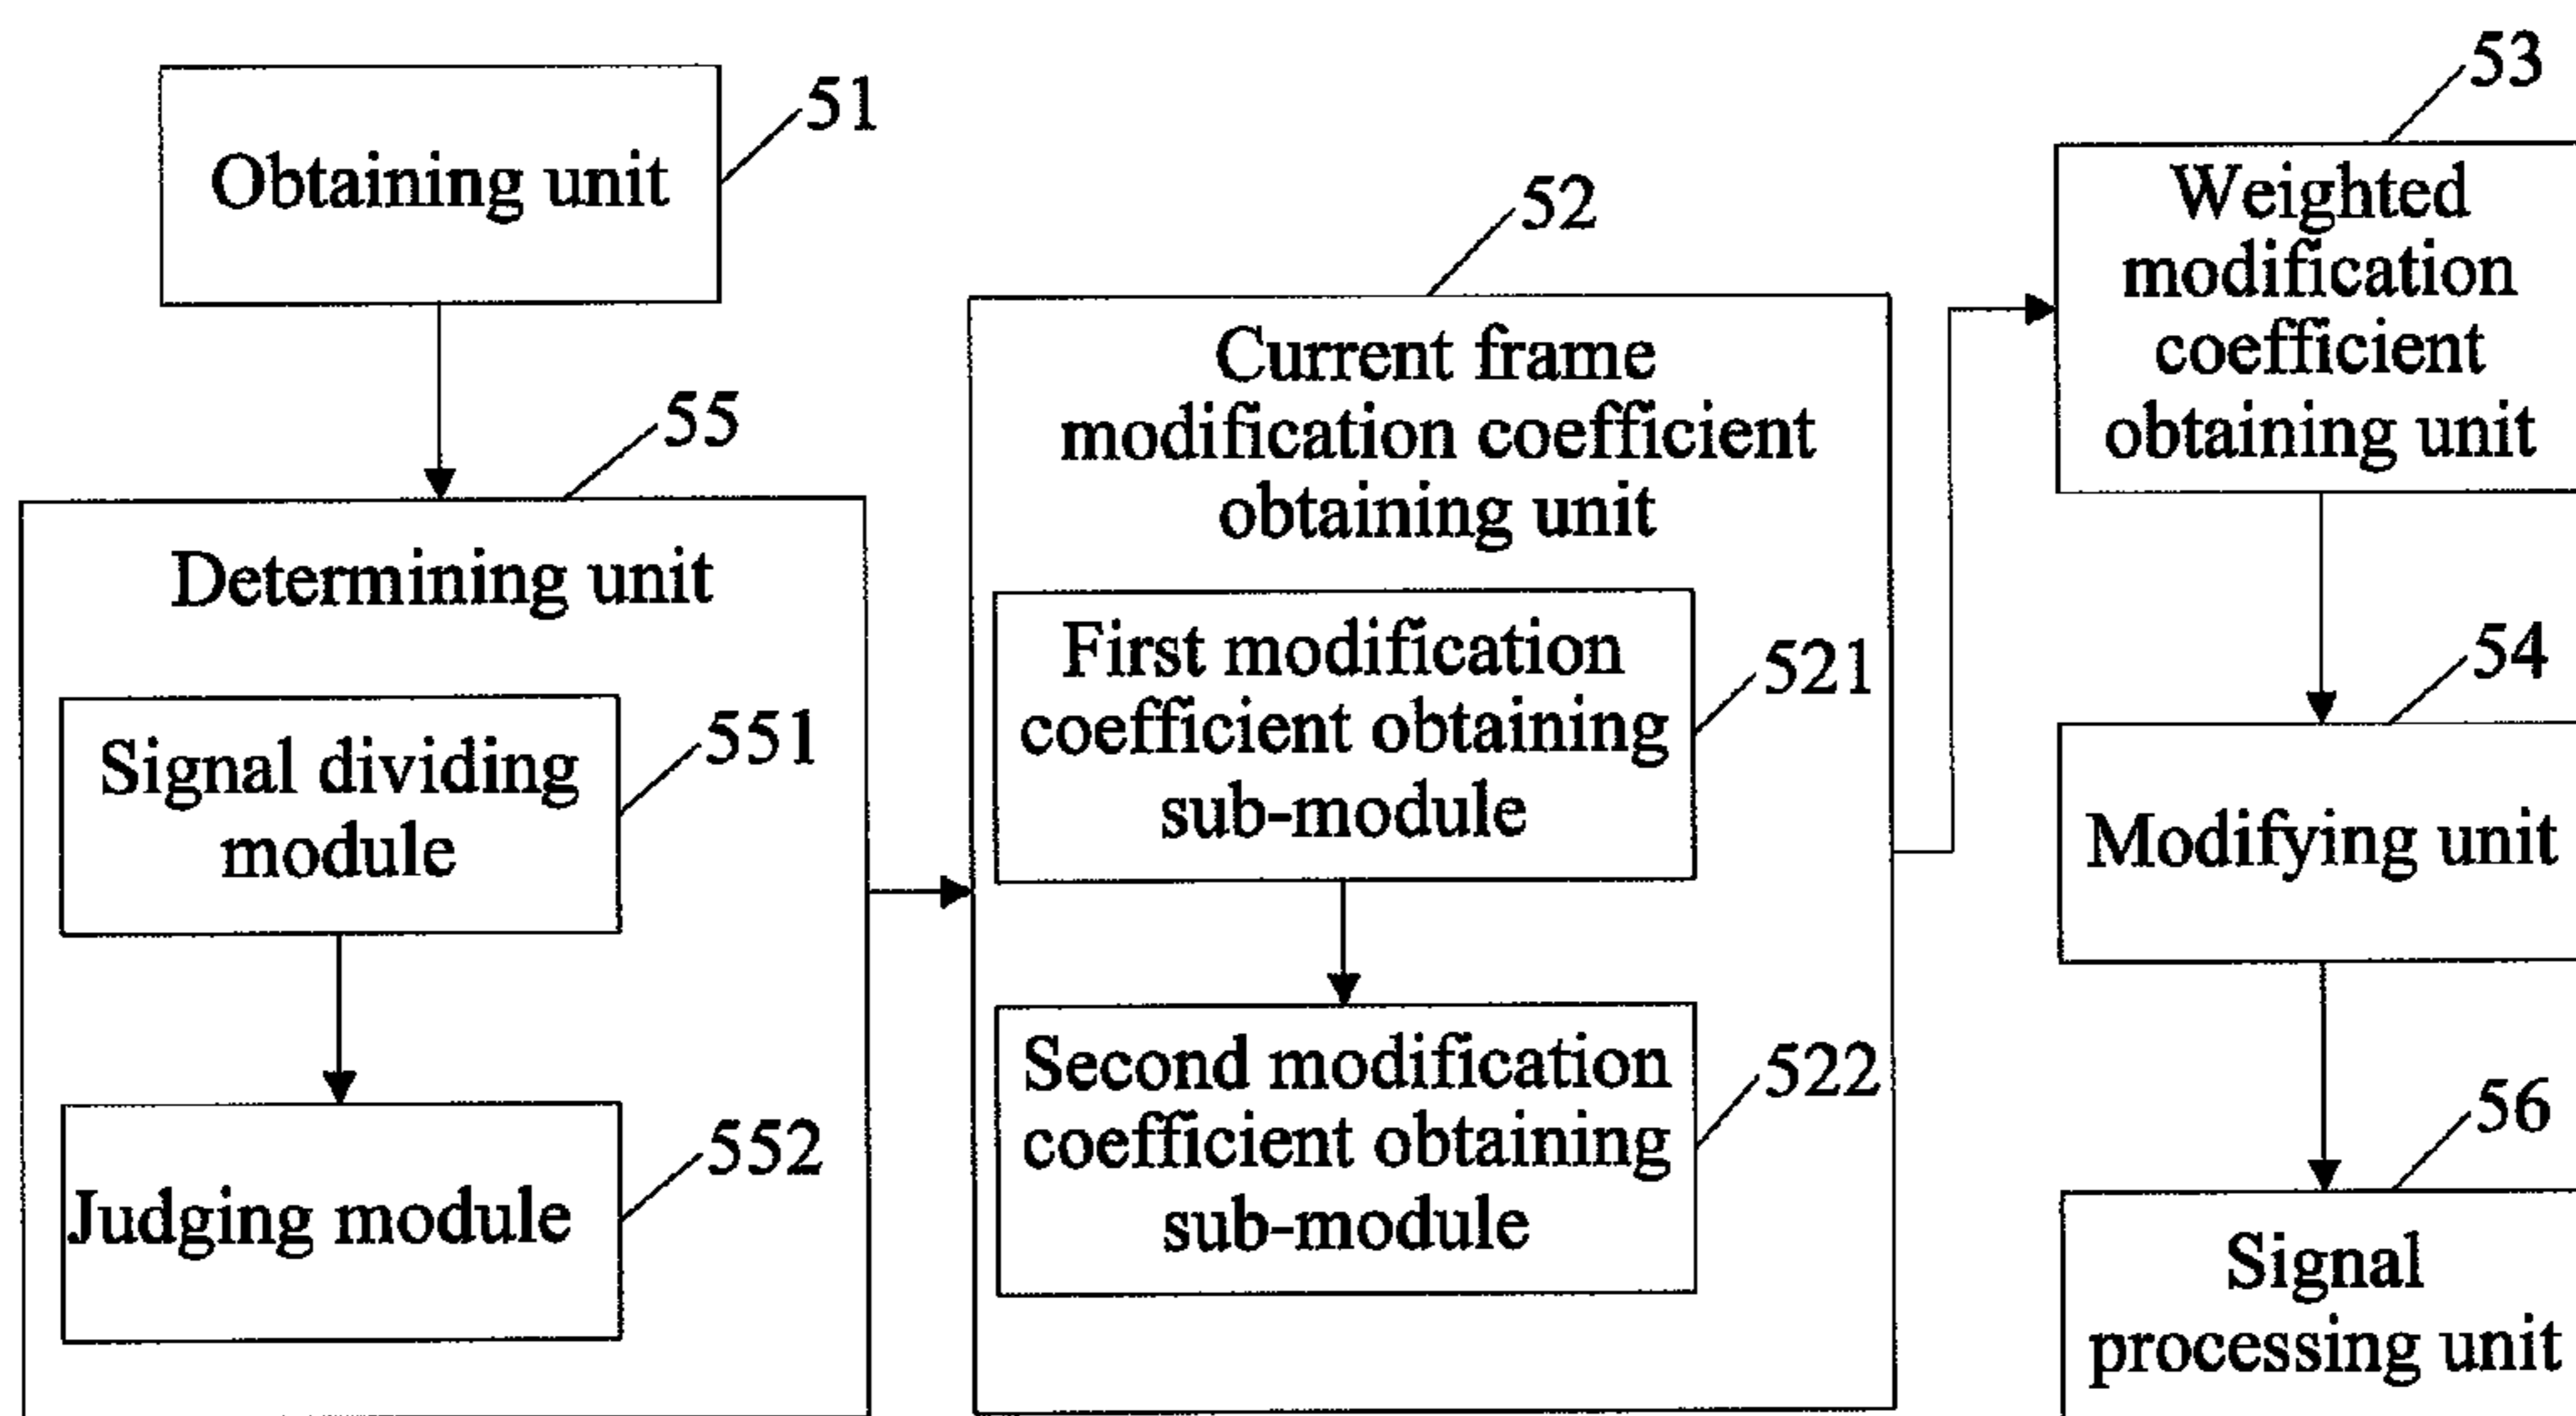 51
Obtaining unit
55
Determining unit
551
Signal dividing
module
552
Judging module
52
Current frame
modification coefficient
obtaining unit
521
First modification
coefficient obtaining
sub-module
522
Second modification
coefficient obtaining
sub-module
53
Weighted
modification
coefficient
obtaining unit
54
Modifying unit
56
Signal
processing unit